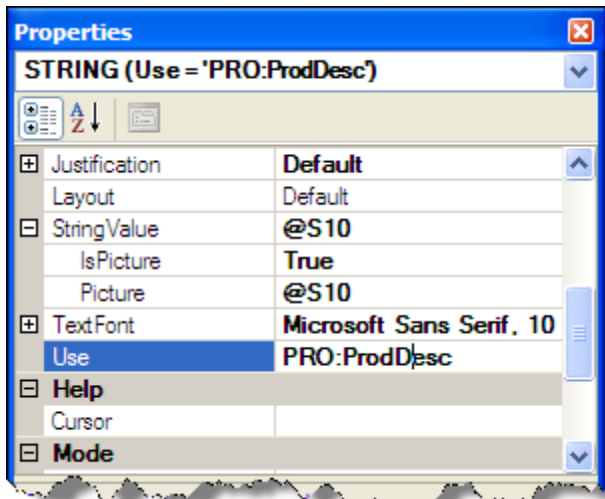 Properties
STRING (Use = 'PRO:ProdDesc')
Justification Default
Layout Default
StringValue @S10
IsPicture True
Picture @S10
TextFont Microsoft Sans Serif, 10
Use PRO:ProdDesc
Help
Cursor
Mode